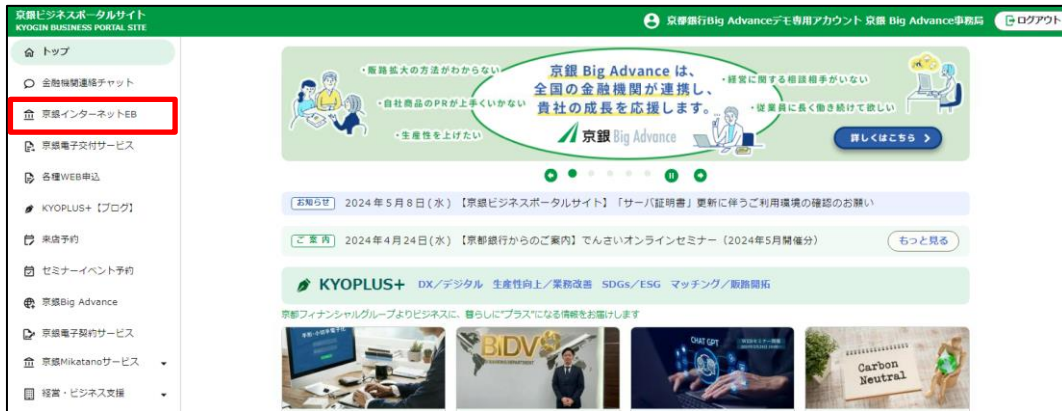 京銀ビジネスポータルサイト
KYOGIN BUSINESS PORTAL SITE
京都銀行Big Advanceデモ専用アカウント 京銀 Big Advance事務局
ログアウト
トップ
金融機関連絡チャット
京銀インターネットEB
京銀電子交付サービス
各種WEB申込
KYOPLUS+【ブログ】
来店予約
セミナーイベント予約
京銀Big Advance
京銀電子契約サービス
京銀Mikatanoサービス
経営・ビジネス支援
・販路拡大の方法がわからない
・自社商品のPRが上手くいかない
・生産性を上げたい
京銀 Big Advance は、
全国の金融機関が連携し、
貴社の成長を応援します。
京銀 Big Advance
・経営に関する相談相手がいない
・従業員に長く働き続けて欲しい
詳しくはこちら
お知らせ 2024年5月8日(水)【京銀ビジネスポータルサイト】「サーバ証明書」更新に伴うご利用環境の確認のお願い
ご案内 2024年4月24日(水)【京都銀行からのご案内】でんさいオンラインセミナー（2024年5月開催分）
もっと見る
KYOPLUS+ DX/デジタル 生産性向上/業務改善 SDGs/ESG マッチング/販路開拓
京都フィナンシャルグループよりビジネスに、暮らしに"プラス"になる情報をお届けします
手形・小切手電子化
BIDV
CHAT GPT
Carbon
Neutral